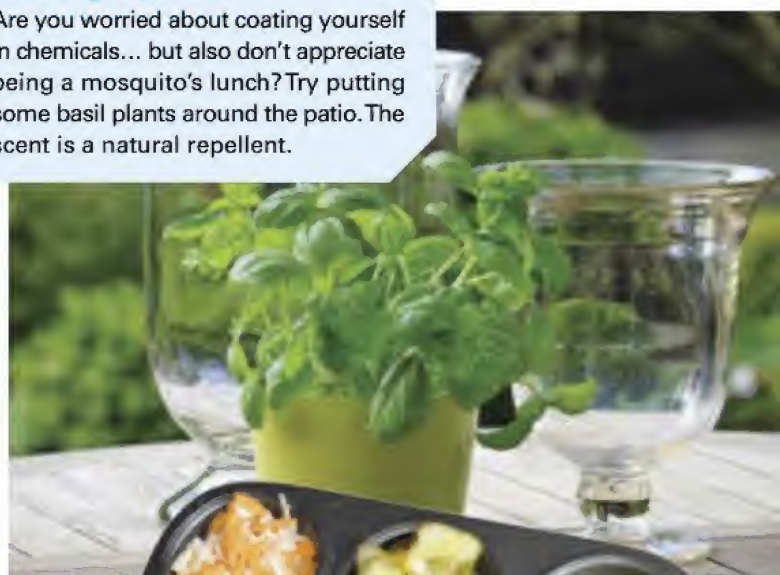 Are you worried about coating yourself
in chemicals... but also don't appreciate
being a mosquito's lunch? Try putting
some basil plants around the patio. The
scent is a natural repellent.